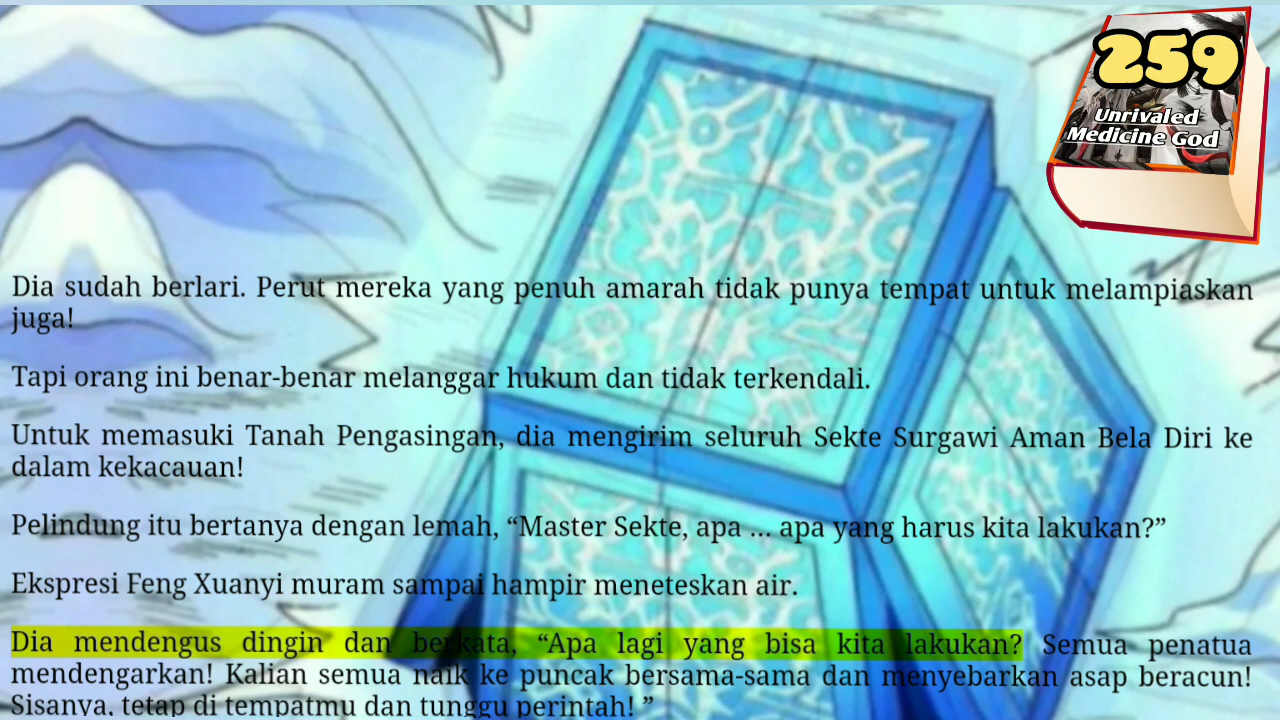 259
Unrivaled
Medicine God
Dia sudah berlari. Perut mereka yang penuh amarah tidak punya tempat untuk melampiaskan
juga!
Tapi orang ini benar-benar melanggar hukum dan tidak terkendali.
Untuk memasuki Tanah Pengasingan, dia mengirim seluruh Sekte Surgawi Aman Bela Diri ke
dalam kekacauan!
Pelindung itu bertanya dengan lemah, “Master Sekte, apa ... apa yang harus kita lakukan?”
Ekspresi Feng Xuanyi muram sampai hampir meneteskan air.
Dia mendengus dingin dan berkata, “Apa lagi yang bisa kita lakukan? Semua penatua
mendengarkan! Kalian semua naik ke puncak bersama-sama dan menyebarkan asap beracun!
Sisanya, tetap di tempatmu dan tunggu perintah! ”